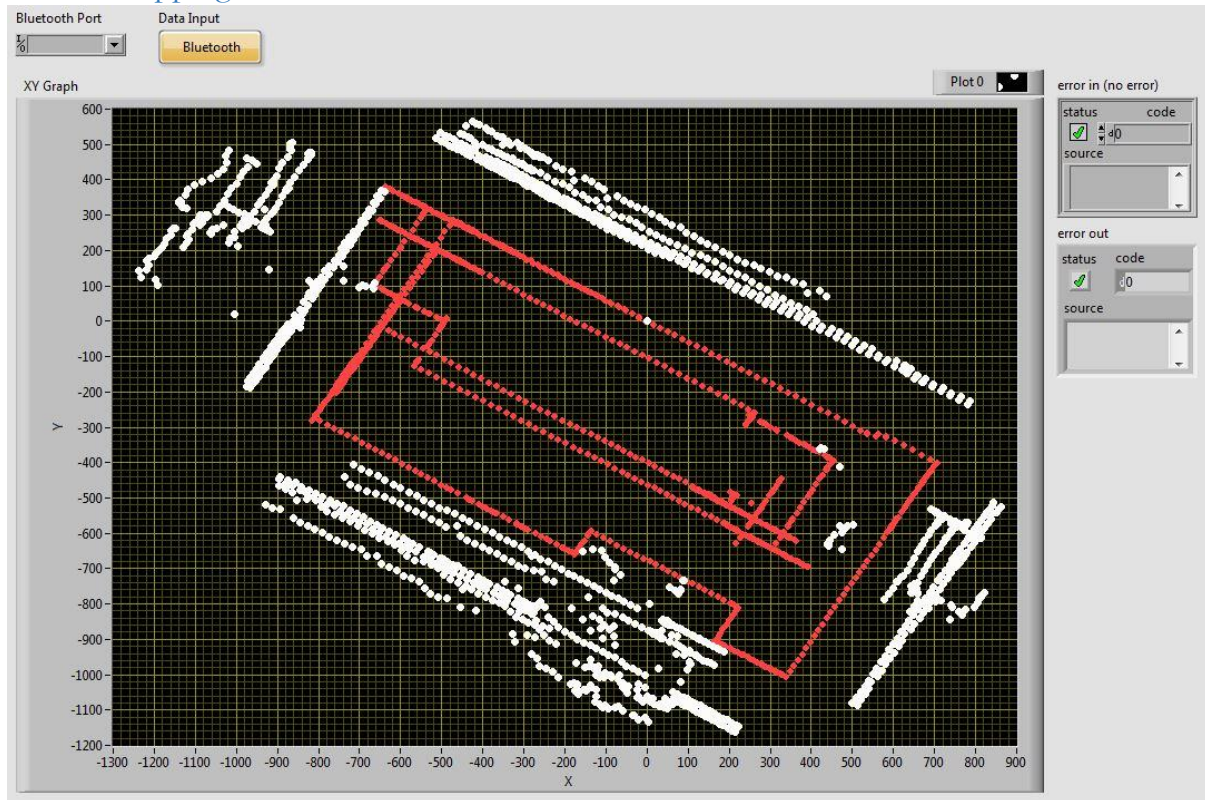 pping
Bluetooth Port
Data Input
I/O
Bluetooth
XY Graph
Plot 0
error in (no error)
status
code
d0
source
error out
status
code
d0
source
600
500
400
300
200
100
0
-100
-200
-300
-400
-500
-600
-700
-800
-900
-1000
-1100
-1200
Y
-1300 -1200 -1100 -1000 -900 -800 -700 -600 -500 -400 -300 -200 -100 0 100 200 300 400 500 600 700 800 900
X